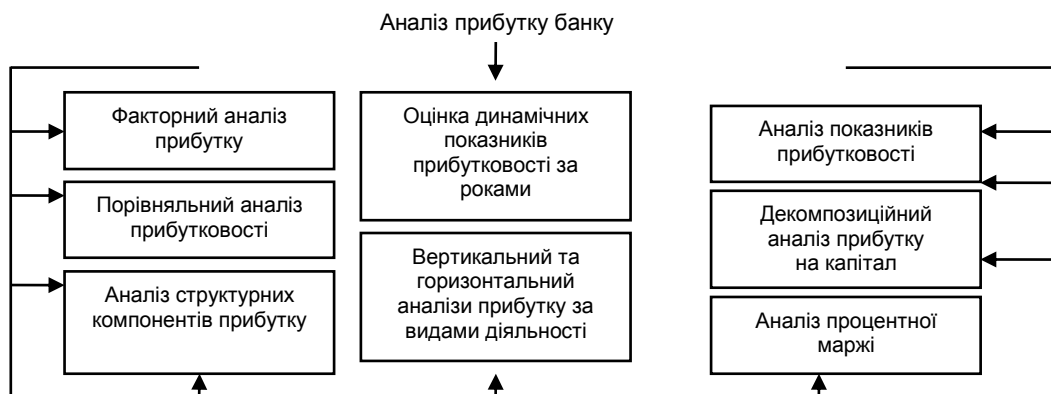 Аналіз прибутку банку
Факторний аналіз
прибутку
Порівняльний аналіз
прибутковості
Аналіз структурних
компонентів прибутку
Оцінка динамічних
показників
прибутковості за
роками
Вертикальний та
горизонтальний
аналізи прибутку за
видами діяльності
Аналіз показників
прибутковості
Декомпозиційний
аналіз прибутку
на капітал
Аналіз процентної
маржі